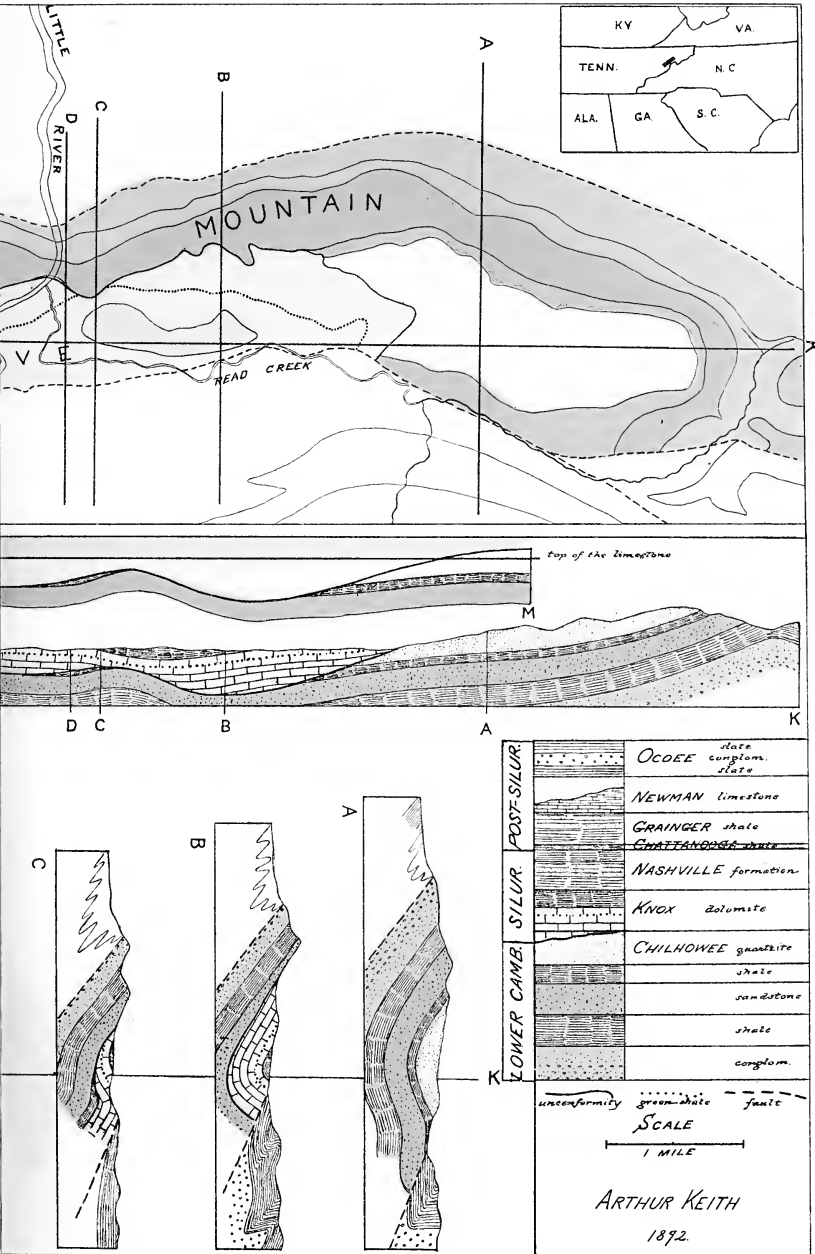 KY
VA.
TENN.
N.C
ALA.
GA.
S.C.
LITTLE
RIVER
D
C
B
A
MOUNTAIN
K
V E
READ CREEK
top of the limestone
M
D
C
B
A
K
C
B
A
K
POST-SILUR.
SILUR.
LOWER CAMB.
OCOEE
slate
conglom.
slate
NEWMAN limestone
GRAINGER shale
CHATTANOOGA shale
NASHVILLE formation
KNOX dolomite
CHILHOWEE quartzite
shale
sandstone
shale
conglom.
unconformity
green shale
fault
SCALE
1 MILE
ARTHUR KEITH
1892.